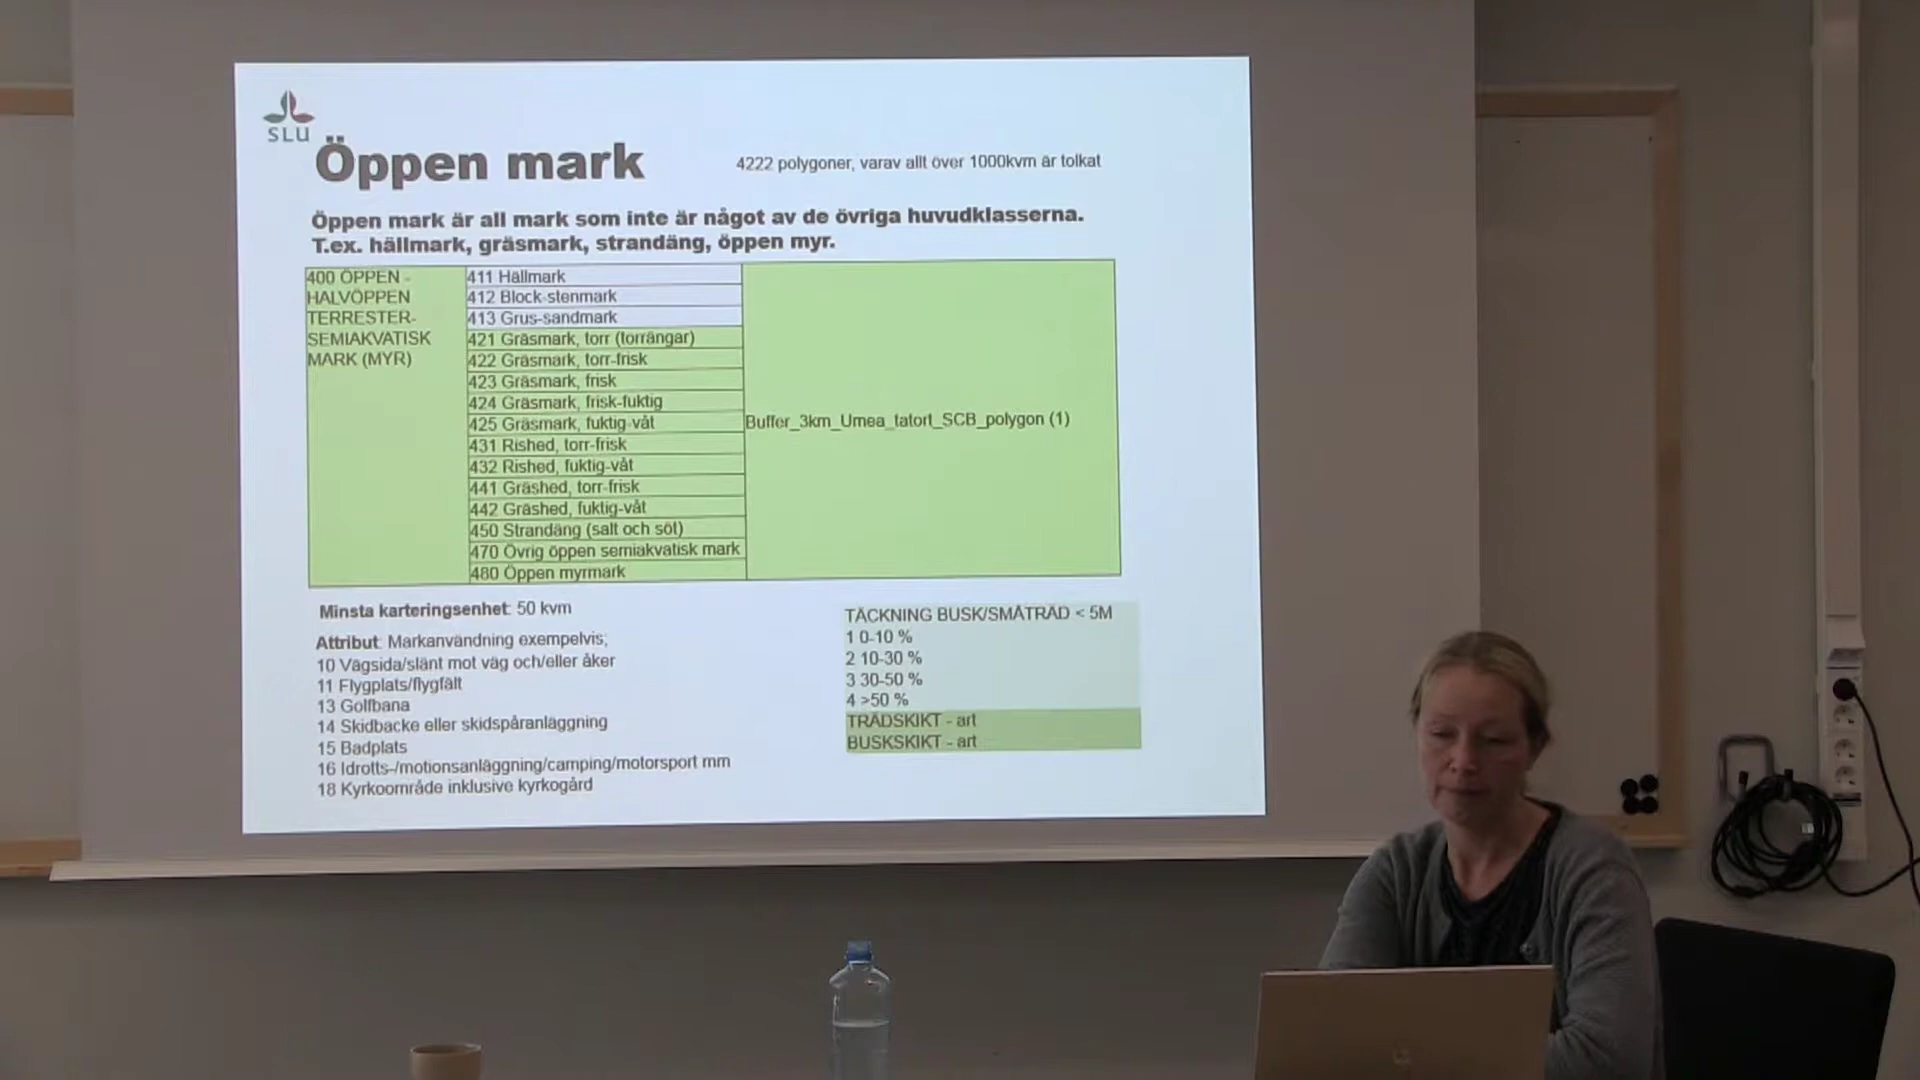 SLU
Öppen mark
4222 polygoner, varav allt över 1000kvm är tolkat
Öppen mark är all mark som inte är något av de övriga huvudklasserna.
T.ex. hällmark, gräsmark, strandäng, öppen myr.
400 ÖPPEN -
HALVÖPPEN
TERRESTER-
SEMIAKVATISK
MARK (MYR)
411 Hällmark
412 Block-stenmark
413 Grus-sandmark
421 Gräsmark, torr (torrängar)
422 Gräsmark, torr-frisk
423 Gräsmark, frisk
424 Gräsmark, frisk-fuktig
425 Gräsmark, fuktig-våt
431 Rished, torr-frisk
432 Rished, fuktig-våt
441 Gräshed, torr-frisk
442 Gräshed, fuktig-våt
450 Strandäng (salt och söt)
470 Övrig öppen semiakvatisk mark
480 Öppen myrmark
Buffer_3km_Umea_tatort_SCB_polygon (1)
Minsta karteringsenhet: 50 kvm
Attribut: Markanvändning exempelvis;
10 Vägsida/slänt mot väg och/eller åker
11 Flygplats/flygfält
13 Golfbana
14 Skidbacke eller skidspåranläggning
15 Badplats
16 Idrotts-/motionsanläggning/camping/motorsport mm
18 Kyrkoområde inklusive kyrkogård
TÄCKNING BUSK/SMÅTRÄD < 5M
1 0-10 %
2 10-30 %
3 30-50 %
4 >50 %
TRÄDSKIKT - art
BUSKSKIKT - art